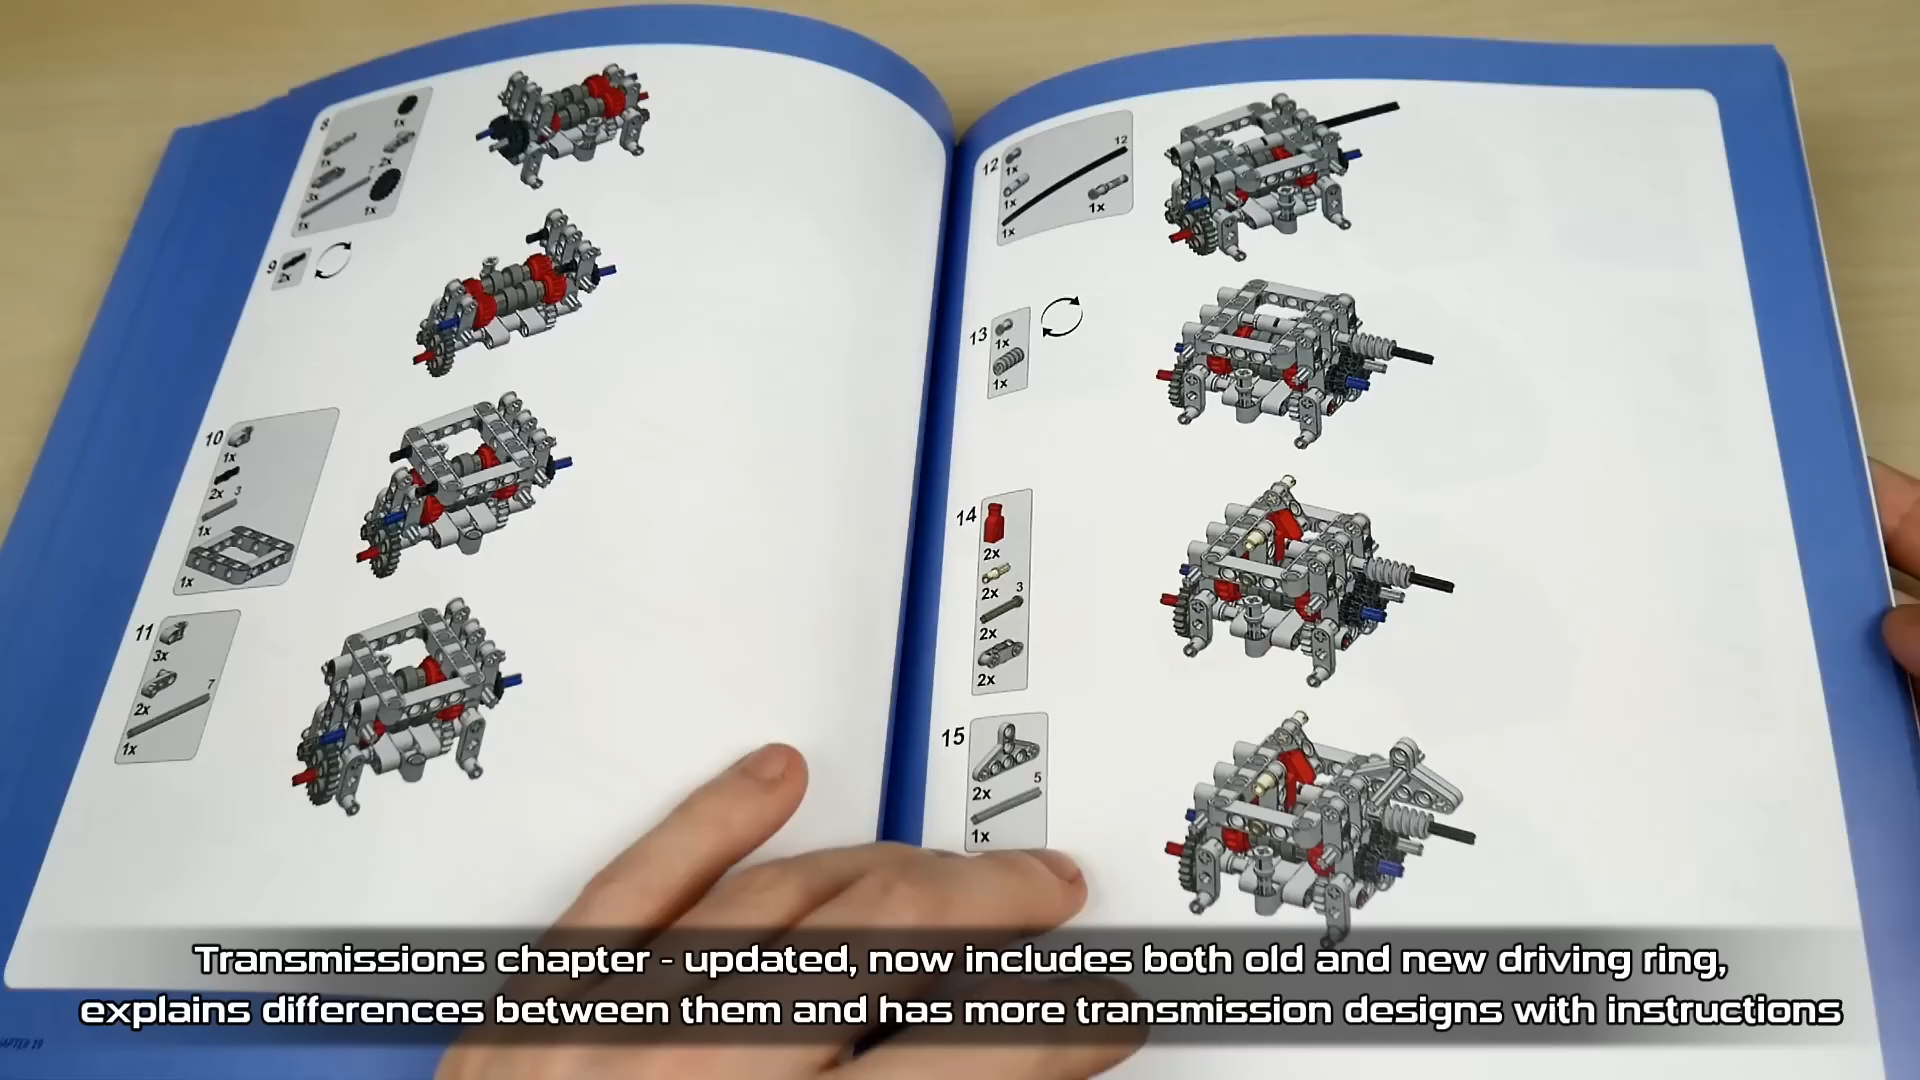 8
1x
1x
2x
7
3x
1x
1x
9
2x
10
1x
2x
3
1x
1x
11
3x
2x
7
1x
12
12
1x
1x
1x
1x
13
1x
1x
14
2x
2x
3
2x
2x
15
2x
5
1x
Transmissions chapter - updated, now includes both old and new driving ring,
explains differences between them and has more transmission designs with instructions